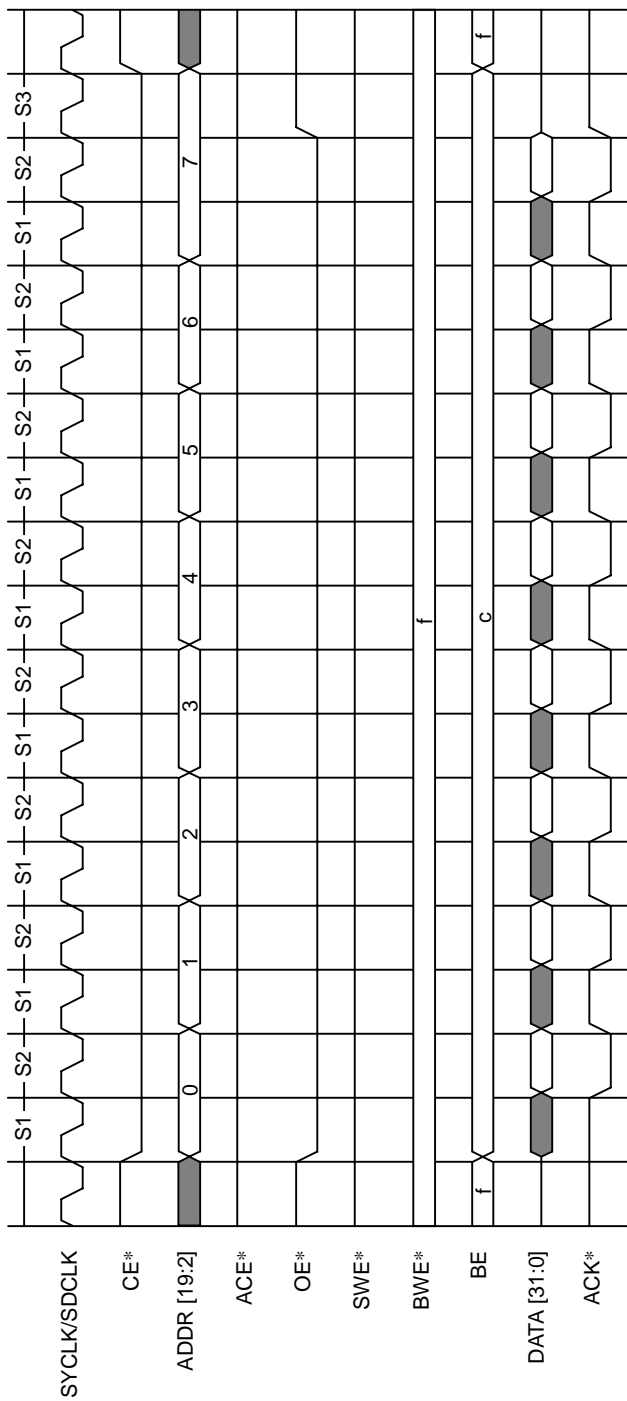 S1 S2 S1 S2 S1 S2 S1 S2 S1 S2 S1 S2 S1 S2 S1 S2 S3
SYCLK/SDCLK
CE*
ADDR [19:2] 0 1 2 3 4 5 6 7
ACE*
OE*
SWE*
BWE* f
BE f c f
DATA [31:0]
ACK*